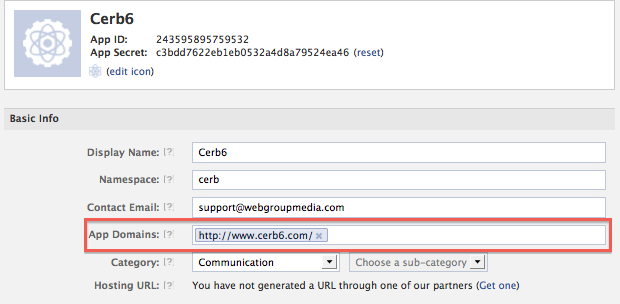 Cerb6
App ID: 243595895759532
App Secret: c3bdd7622eb1eb0532a4d8a79524ea46 (reset)
(edit icon)
Basic Info
Display Name: [?] Cerb6
Namespace: [?] cerb
Contact Email: [?] support@webgroupmedia.com
App Domains: [?] http://www.cerb6.com/ ×
Category: [?] Communication Choose a sub-category
Hosting URL: [?] You have not generated a URL through one of our partners (Get one)